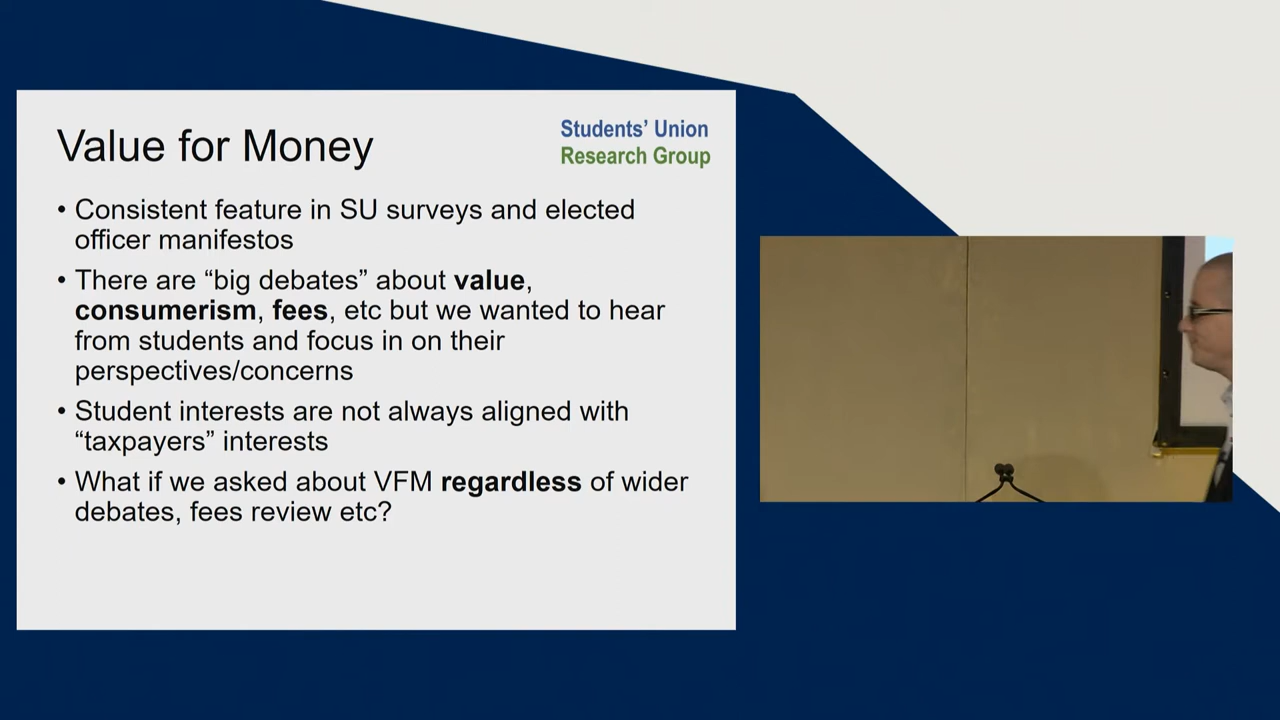 Value for Money
Students’ Union
Research Group
• Consistent feature in SU surveys and elected
officer manifestos
• There are “big debates” about value,
consumerism, fees, etc but we wanted to hear
from students and focus in on their
perspectives/concerns
• Student interests are not always aligned with
“taxpayers” interests
• What if we asked about VFM regardless of wider
debates, fees review etc?